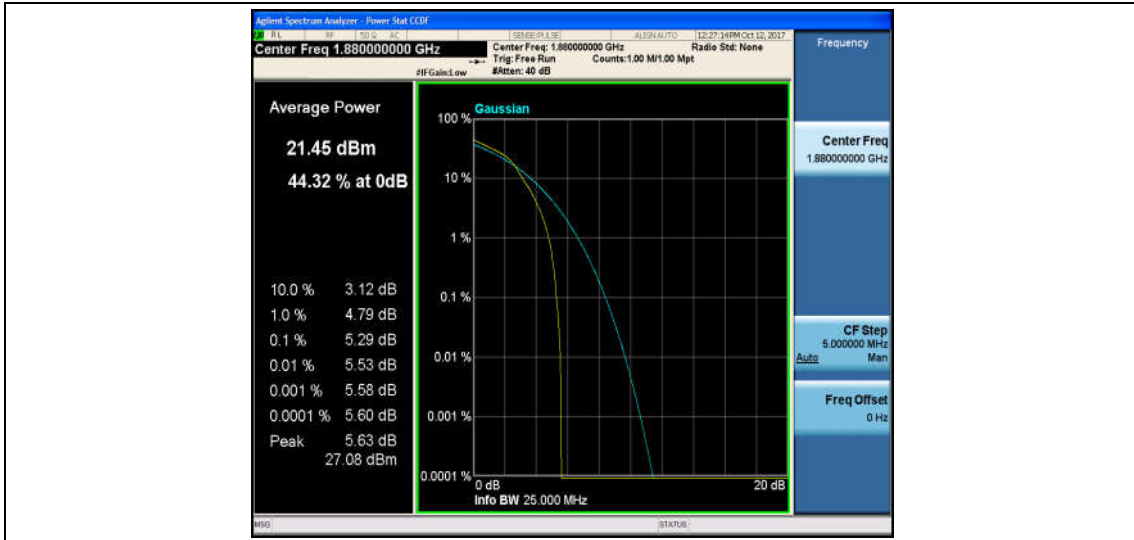 Agilent Spectrum Analyzer - Power Stat CCDF
RL RF 50 Ω AC SENSE:PULSE ALIGN AUTO 12:27:14 PM Oct 12, 2017
Center Freq 1.880000000 GHz
Center Freq: 1.880000000 GHz Radio Std: None
Trig: Free Run Counts:1.00 M/1.00 Mpt
#IFGain:Low #Atten: 40 dB
Frequency
Average Power
21.45 dBm
44.32 % at 0dB
10.0 % 3.12 dB
1.0 % 4.79 dB
0.1 % 5.29 dB
0.01 % 5.53 dB
0.001 % 5.58 dB
0.0001 % 5.60 dB
Peak 5.63 dB
27.08 dBm
Gaussian
100 %
10 %
1 %
0.1 %
0.01 %
0.001 %
0.0001 %
0 dB 20 dB
Info BW 25.000 MHz
Center Freq
1.880000000 GHz
CF Step
5.000000 MHz
Auto Man
Freq Offset
0 Hz
MSG STATUS